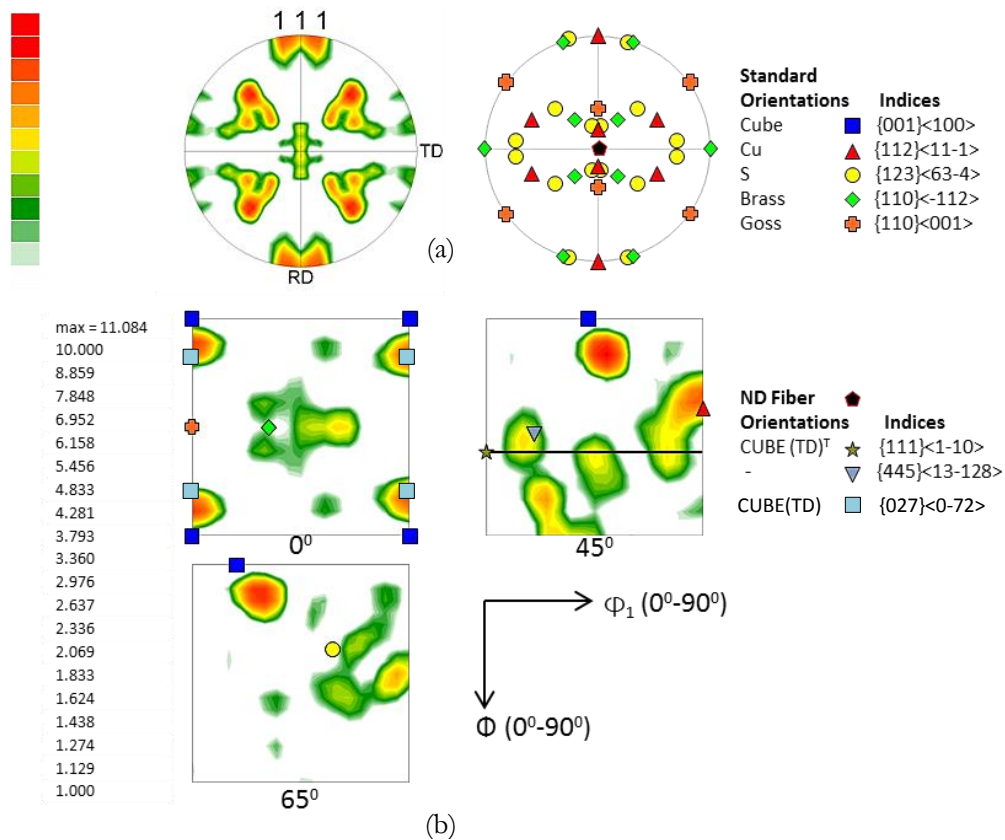 1 1 1
TD
RD
(a)
Standard
Orientations Indices
Cube {001}<100>
Cu {112}<11-1>
S {123}<63-4>
Brass {110}<-112>
Goss {110}<001>
max = 11.084
10.000
8.859
7.848
6.952
6.158
5.456
4.833
4.281
3.793
3.360
2.976
2.637
2.336
2.069
1.833
1.624
1.438
1.274
1.129
1.000
0⁰
45⁰
65⁰
ND Fiber
Orientations Indices
CUBE (TD)ᵀ {111}<1-10>
- {445}<13-128>
CUBE(TD) {027}<0-72>
φ₁ (0⁰-90⁰)
Φ (0⁰-90⁰)
(b)